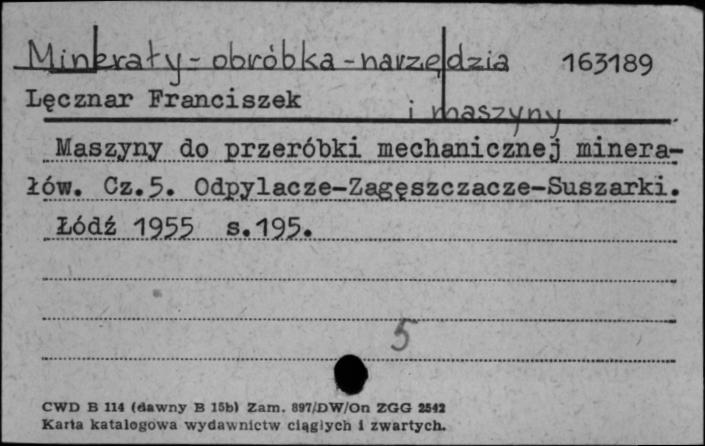 Minerały - obróbka - narzędzia 163189
Lęcznar Franciszek i maszyny
Maszyny do przeróbki mechanicznej minera-
łów. Cz.5. Odpylacze-Zagęszczacze-Suszarki.
Łódź 1955 s.195.
5
CWD B 114 (dawny B 15b) Zam. 897/DW/On ZGG 2542
Karta katalogowa wydawnictw ciągłych i zwartych.